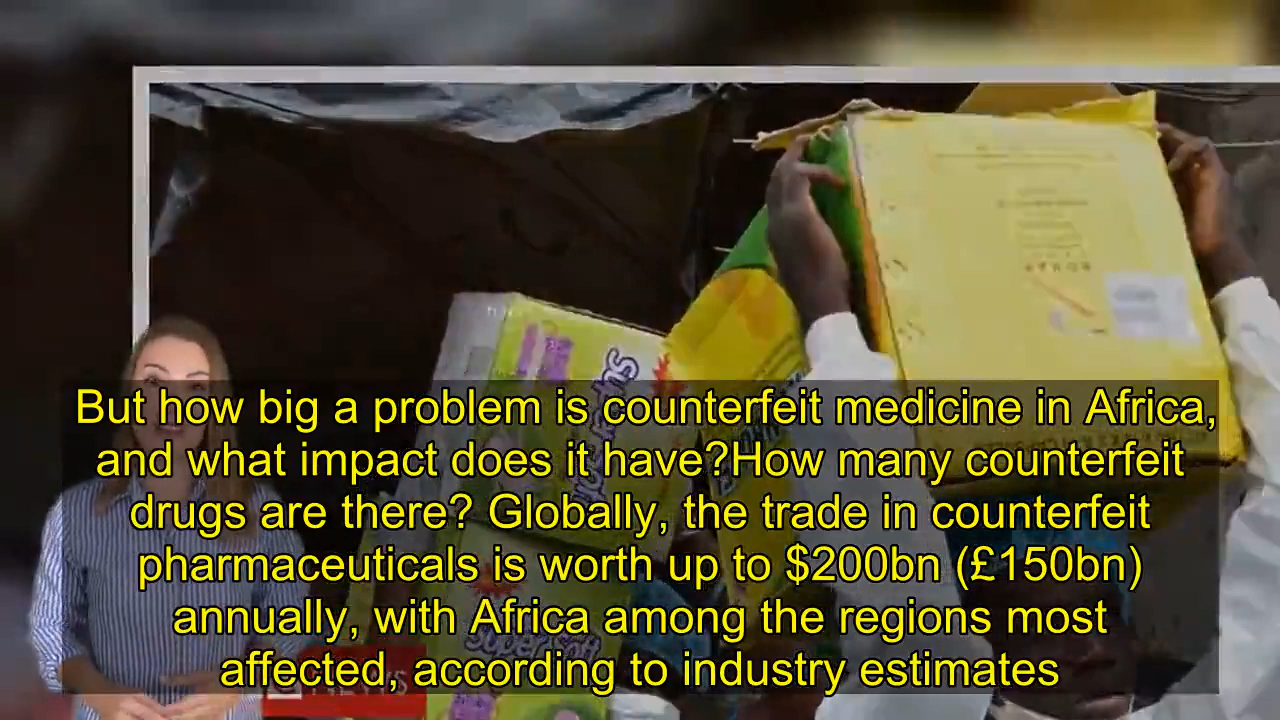 But how big a problem is counterfeit medicine in Africa,
and what impact does it have?How many counterfeit
drugs are there? Globally, the trade in counterfeit
pharmaceuticals is worth up to $200bn (£150bn)
annually, with Africa among the regions most
affected, according to industry estimates